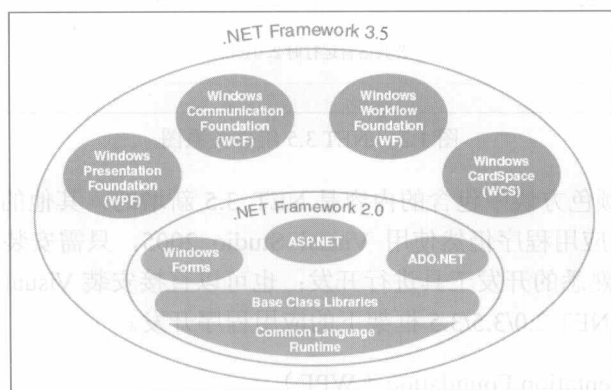 .NET Framework 3.5
Windows
Communication
Foundation
(WCF)
Windows
Workflow
Foundation
(WF)
Windows
Presentation
Foundation
(WPF)
Windows
CardSpace
(WCS)
.NET Framework 2.0
Windows
Forms
ASP.NET
ADO.NET
Base Class Libraries
Common Language
Runtime